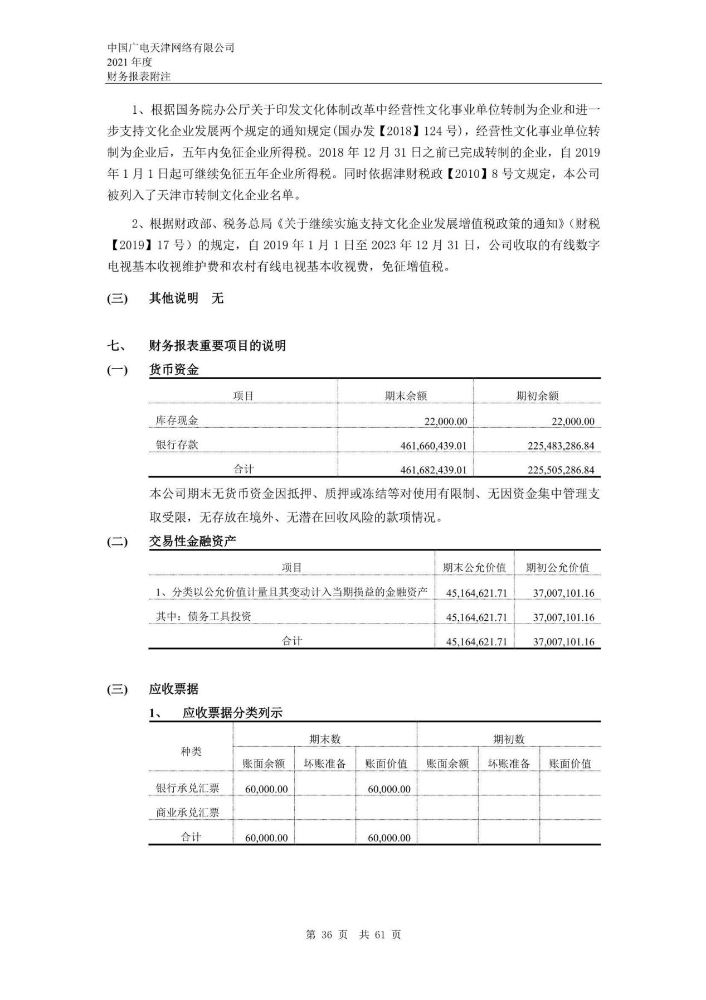 中国广电天津网络有限公司
2021 年度
财务报表附注
1、根据国务院办公厅关于印发文化体制改革中经营性文化事业单位转制为企业和进一
步支持文化企业发展两个规定的通知规定(国办发【2018】124 号)，经营性文化事业单位转
制为企业后，五年内免征企业所得税。2018 年 12 月 31 日之前已完成转制的企业，自 2019
年 1 月 1 日起可继续免征五年企业所得税。同时依据津财税政【2010】8 号文规定，本公司
被列入了天津市转制文化企业名单。
2、根据财政部、税务总局《关于继续实施支持文化企业发展增值税政策的通知》（财税
【2019】17 号）的规定，自 2019 年 1 月 1 日至 2023 年 12 月 31 日，公司收取的有线数字
电视基本收视维护费和农村有线电视基本收视费，免征增值税。
(三) 其他说明 无
七、 财务报表重要项目的说明
(一) 货币资金
项目 期末余额 期初余额
库存现金 22,000.00 22,000.00
银行存款 461,660,439.01 225,483,286.84
合计 461,682,439.01 225,505,286.84
本公司期末无货币资金因抵押、质押或冻结等对使用有限制、无因资金集中管理支
取受限，无存放在境外、无潜在回收风险的款项情况。
(二) 交易性金融资产
项目 期末公允价值 期初公允价值
1、分类以公允价值计量且其变动计入当期损益的金融资产 45,164,621.71 37,007,101.16
其中：债务工具投资 45,164,621.71 37,007,101.16
合计 45,164,621.71 37,007,101.16
(三) 应收票据
1、 应收票据分类列示
种类 期末数 期初数
账面余额 坏账准备 账面价值 账面余额 坏账准备 账面价值
银行承兑汇票 60,000.00 60,000.00
商业承兑汇票
合计 60,000.00 60,000.00
第 36 页 共 61 页